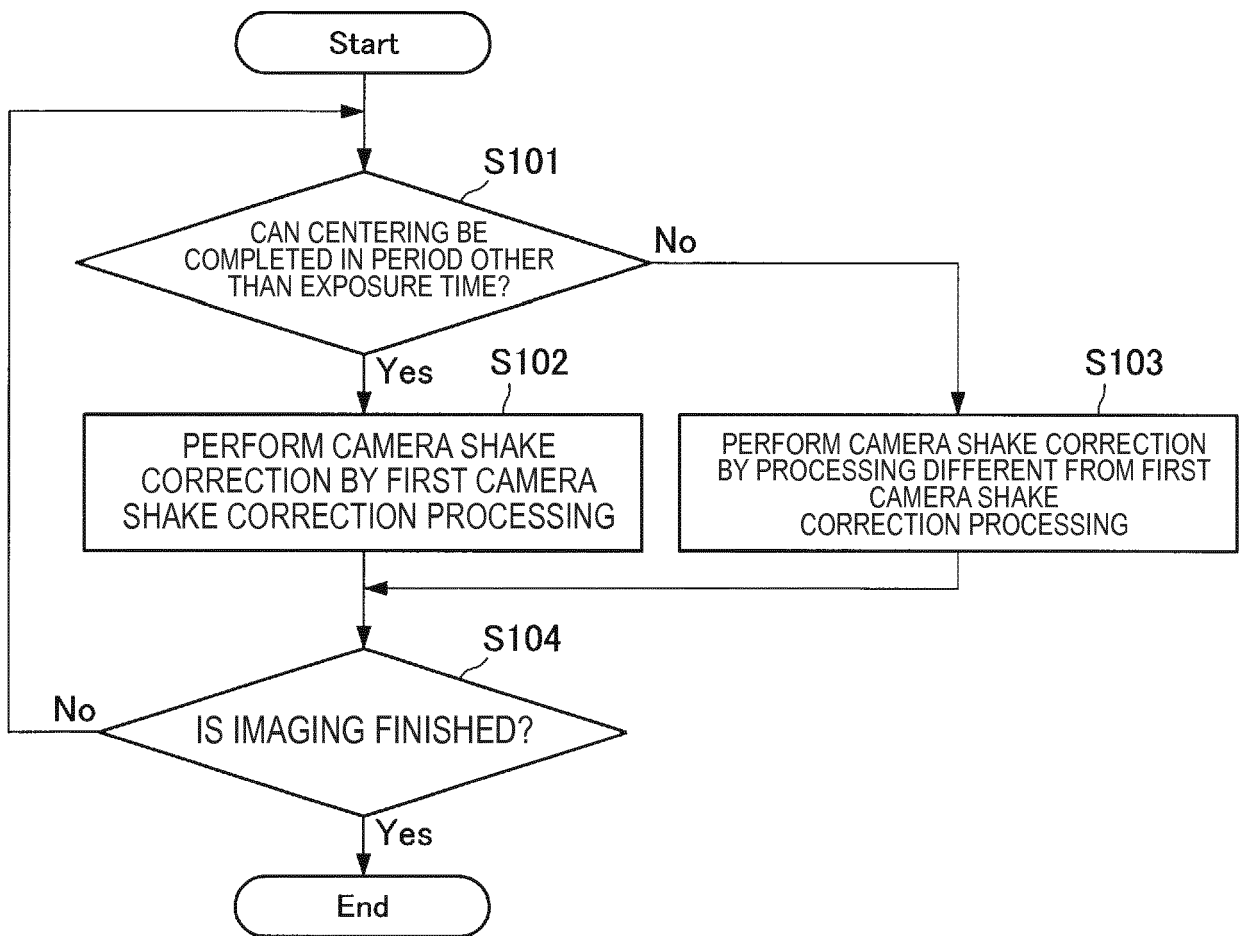 Start
S101
CAN CENTERING BE
COMPLETED IN PERIOD OTHER
THAN EXPOSURE TIME?
No
Yes
S102
PERFORM CAMERA SHAKE
CORRECTION BY FIRST CAMERA
SHAKE CORRECTION PROCESSING
S103
PERFORM CAMERA SHAKE CORRECTION
BY PROCESSING DIFFERENT FROM FIRST
CAMERA SHAKE
CORRECTION PROCESSING
S104
IS IMAGING FINISHED?
No
Yes
End